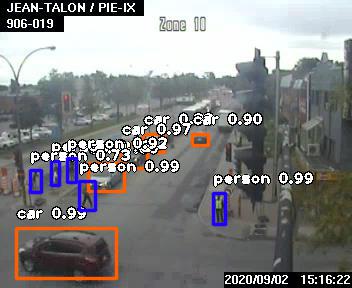 JEAN-TALON / PIE-IX
906-019
Zone 10
car 0.90
car 0.97
person 0.92
person 0.73
person 0.99
person 0.99
car 0.99
2020/09/02 15:16:22